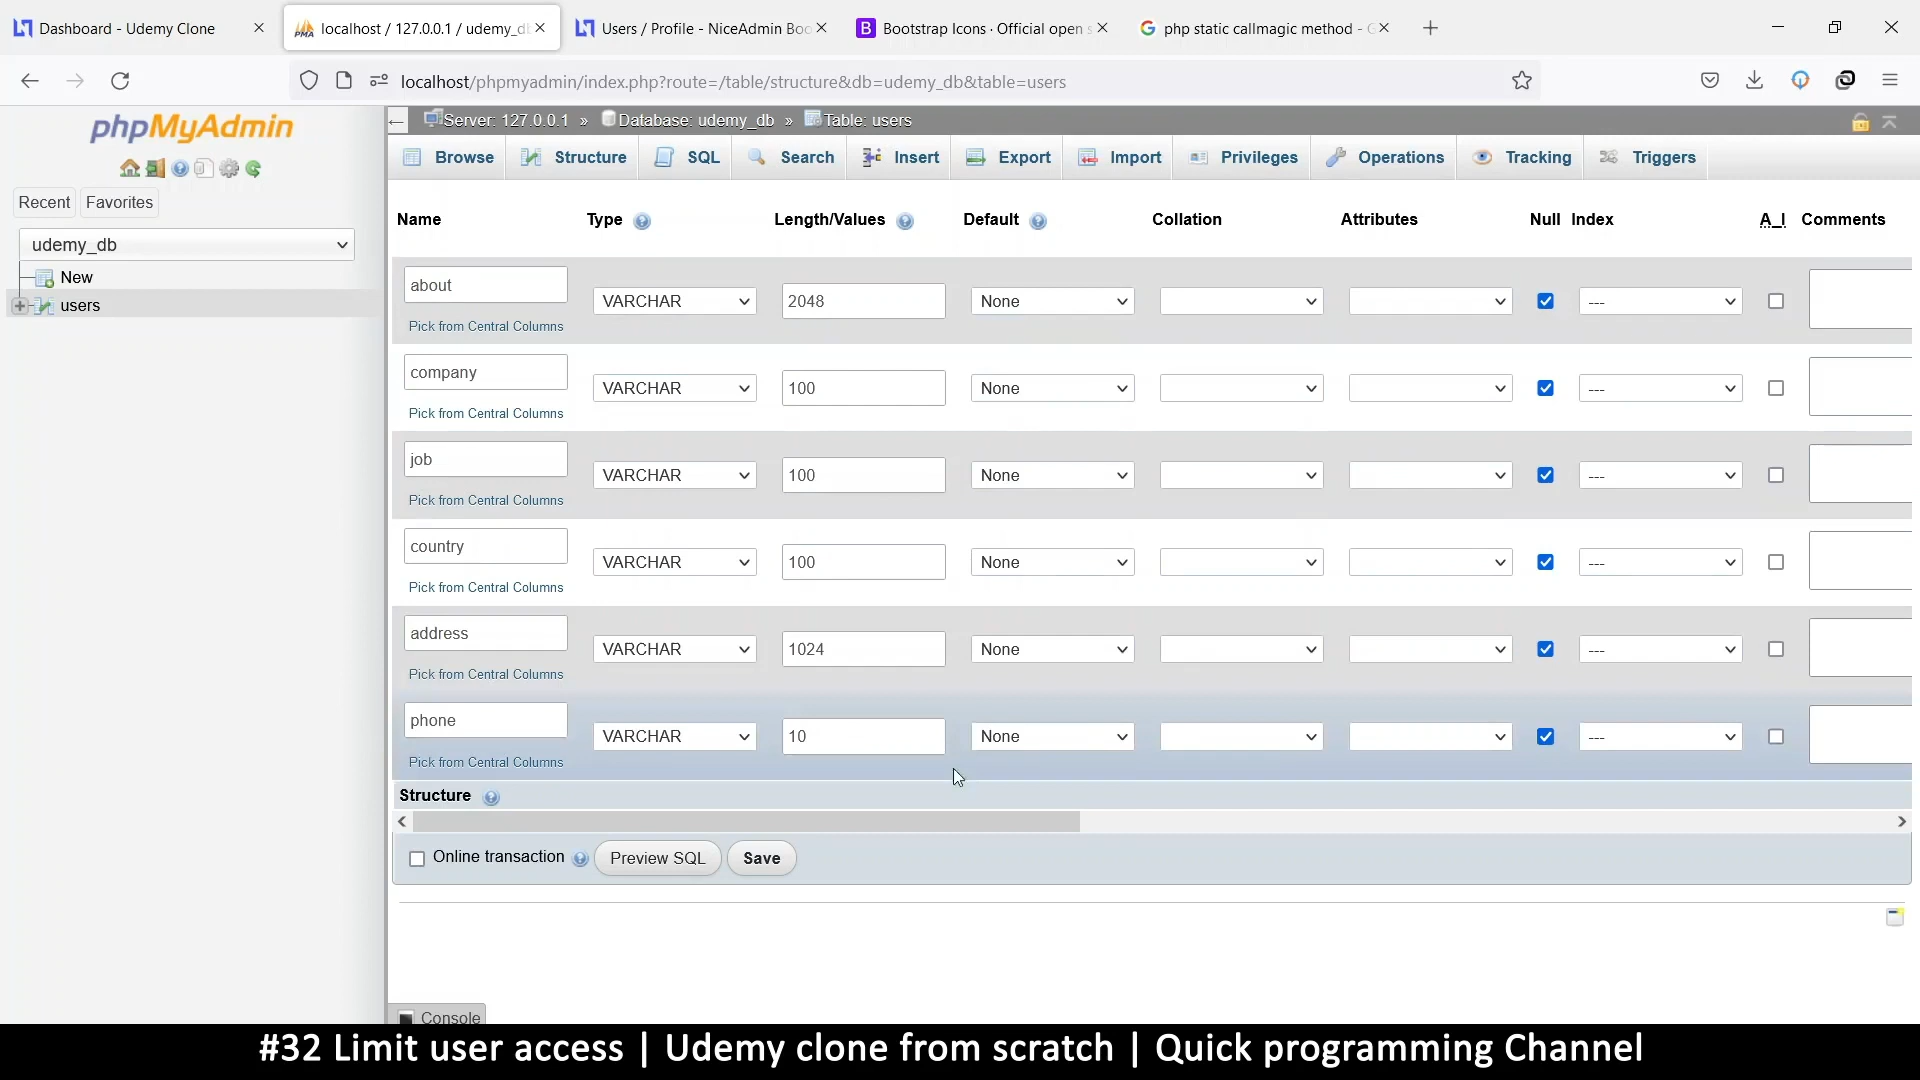 Dashboard - Udemy Clone
localhost / 127.0.0.1 / udemy_d
Users / Profile - NiceAdmin Boo
Bootstrap Icons · Official open s
php static callmagic method - G
localhost/phpmyadmin/index.php?route=/table/structure&db=udemy_db&table=users
phpMyAdmin
Recent
Favorites
udemy_db
New
users
Server: 127.0.0.1 » Database: udemy_db » Table: users
Browse
Structure
SQL
Search
Insert
Export
Import
Privileges
Operations
Tracking
Triggers
Name
Type
Length/Values
Default
Collation
Attributes
Null
Index
A_I
Comments
about
VARCHAR
2048
None
---
Pick from Central Columns
company
VARCHAR
100
None
---
Pick from Central Columns
job
VARCHAR
100
None
---
Pick from Central Columns
country
VARCHAR
100
None
---
Pick from Central Columns
address
VARCHAR
1024
None
---
Pick from Central Columns
phone
VARCHAR
10
None
---
Pick from Central Columns
Structure
Online transaction
Preview SQL
Save
Console
#32 Limit user access | Udemy clone from scratch | Quick programming Channel